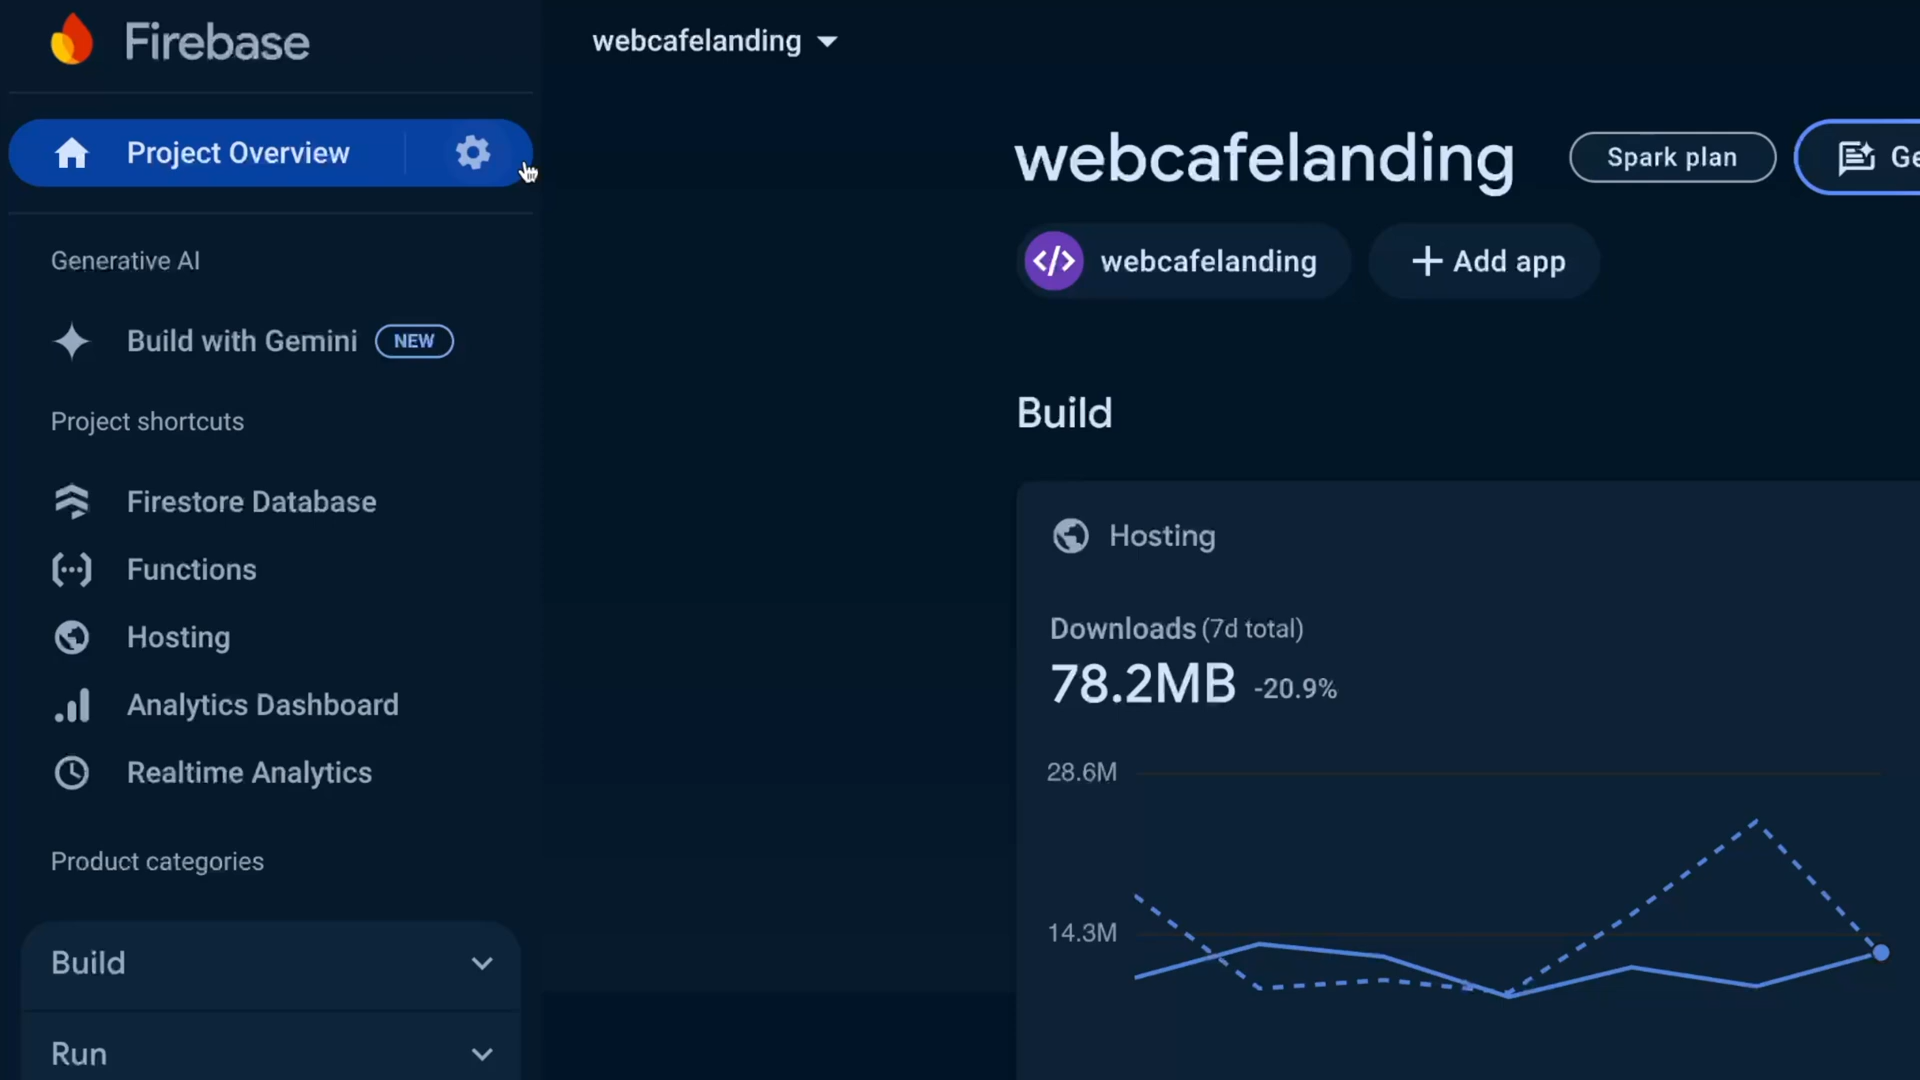 Firebase
webcafelanding
Project Overview
webcafelanding
Spark plan
Ge
webcafelanding
Add app
Generative AI
Build with Gemini NEW
Project shortcuts
Firestore Database
Functions
Hosting
Analytics Dashboard
Realtime Analytics
Product categories
Build
Run
Build
Hosting
Downloads (7d total)
78.2MB -20.9%
28.6M
14.3M